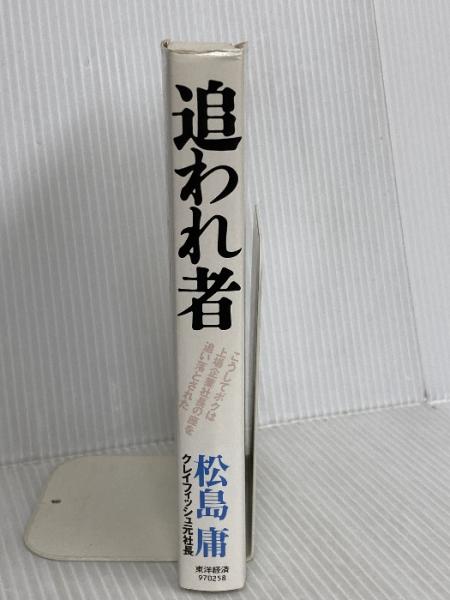 追われ者
こうしてボクは
上場企業社長の座を
追い落とされた
松島庸
クレイフィッシュ元社長
東洋経済
970258